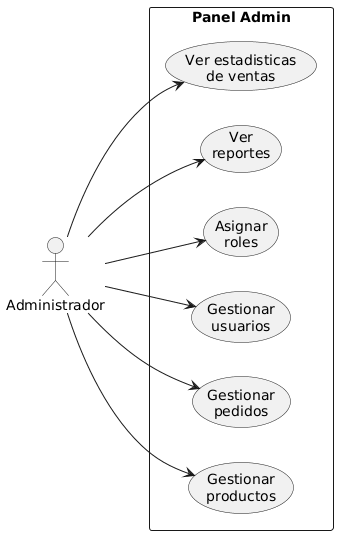 Panel Admin
Ver estadisticas
de ventas
Ver
reportes
Asignar
roles
Administrador
Gestionar
usuarios
Gestionar
pedidos
Gestionar
productos